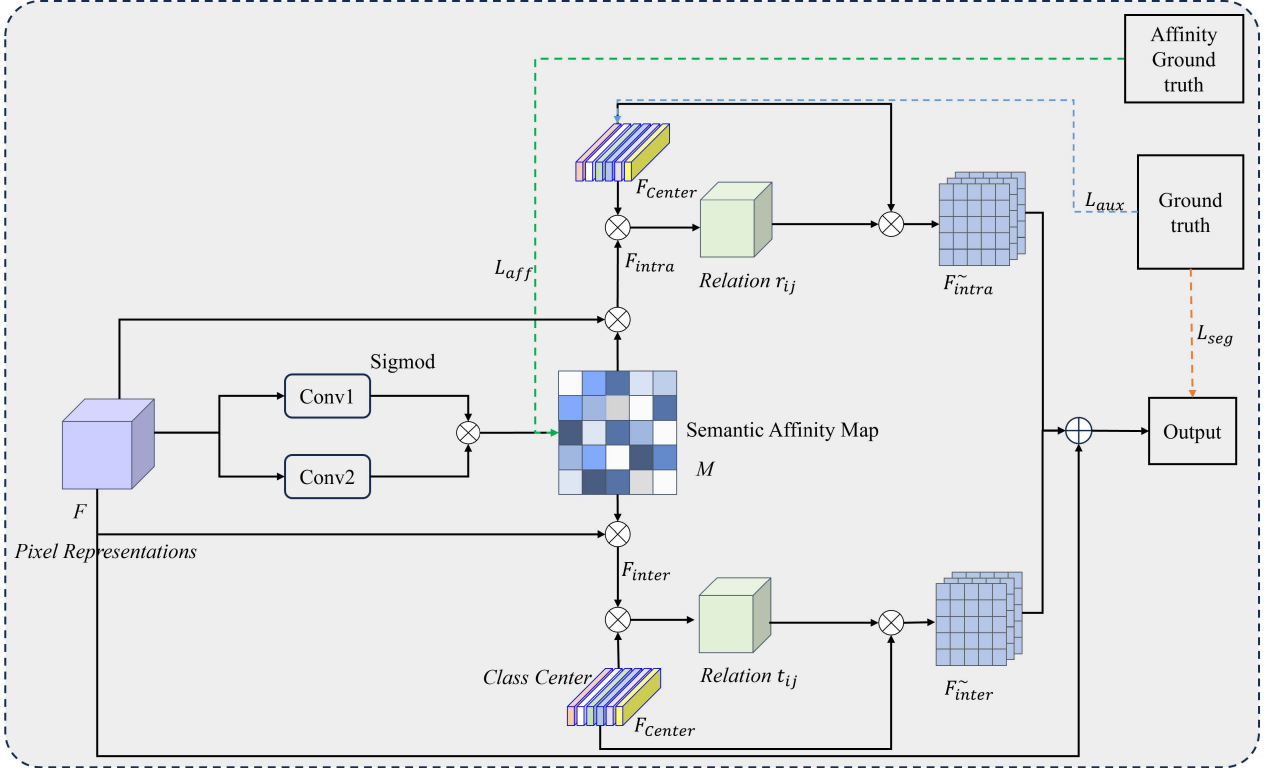 Affinity
Ground
truth
F_Center
L_aux
Ground
truth
L_aff
F_intra
Relation r_ij
F~_intra
L_seg
Sigmod
Conv1
Semantic Affinity Map
Output
Conv2
M
F
Pixel Representations
F_inter
Class Center
Relation t_ij
F~_inter
F_Center